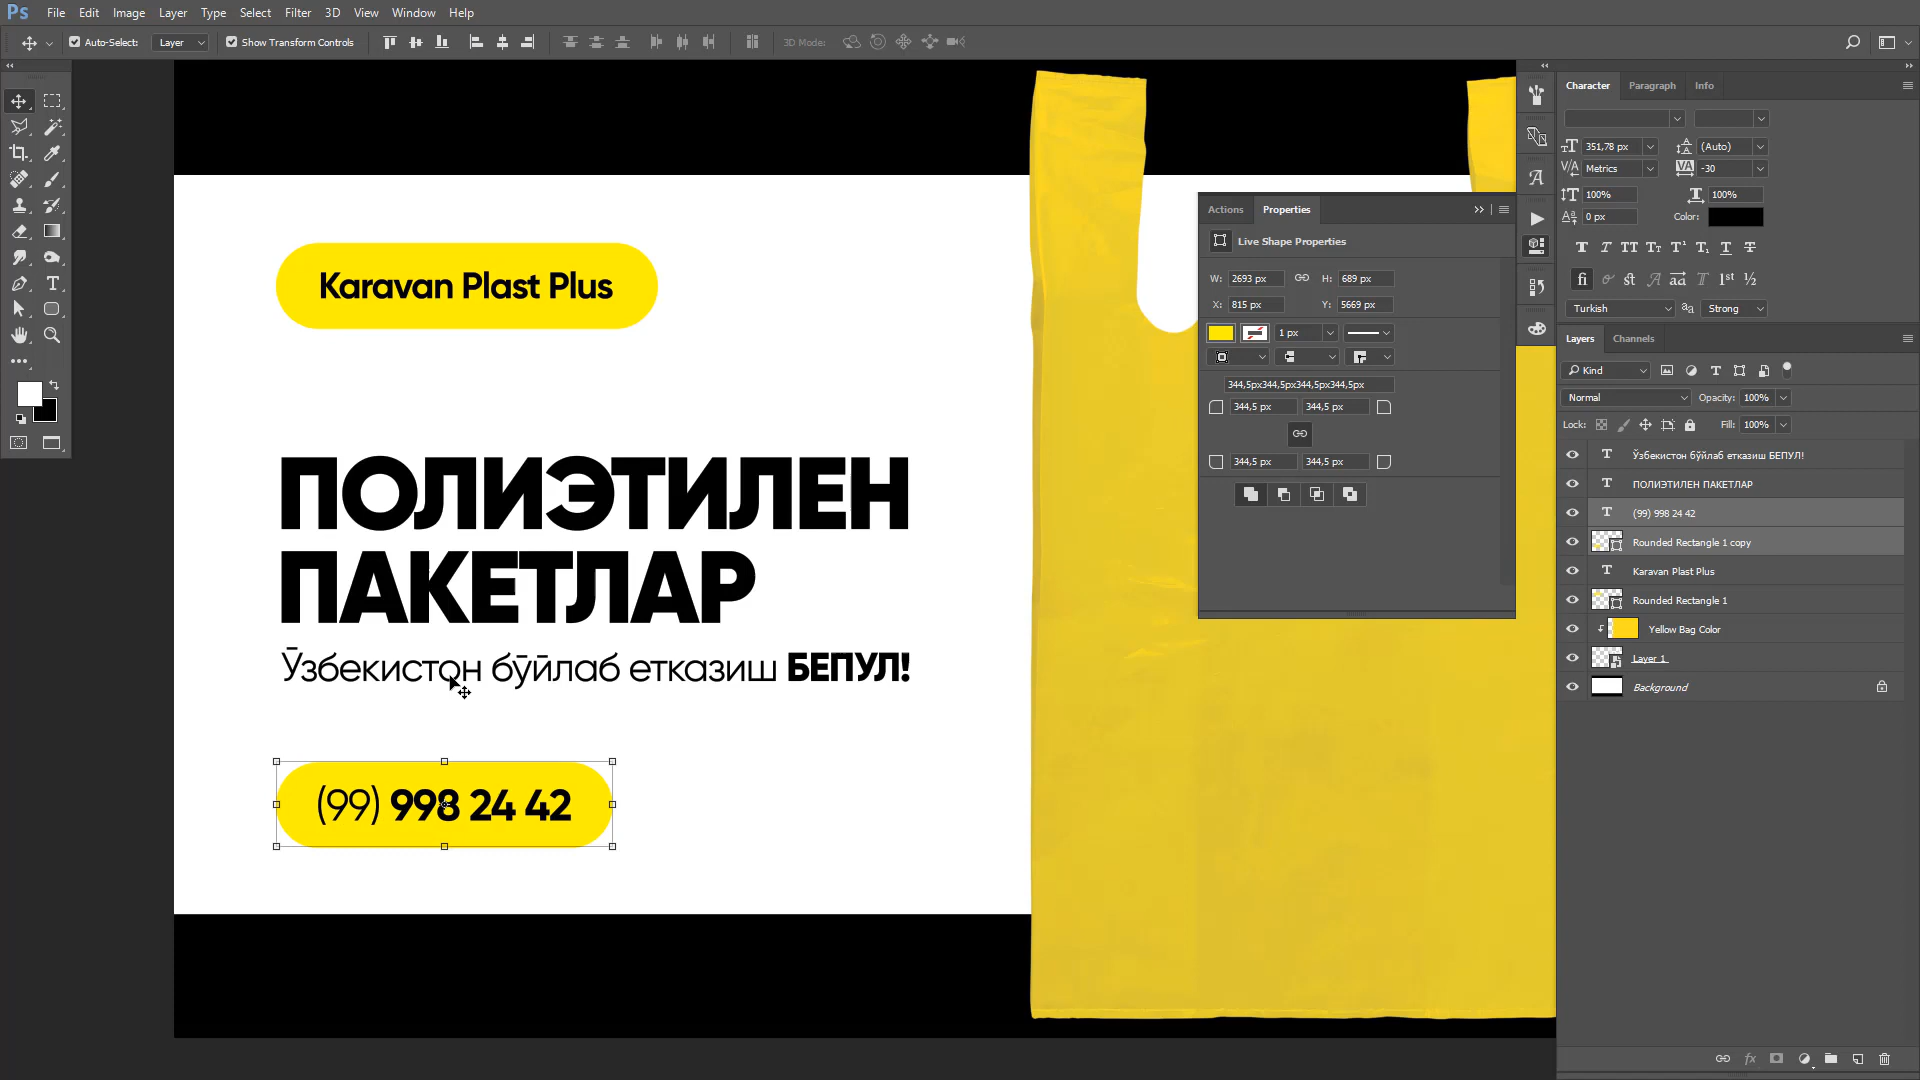 Ps File Edit Image Layer Type Select Filter 3D View Window Help
Auto-Select: Layer Show Transform Controls 3D Mode:
Character Paragraph Info
351,78 px (Auto)
Metrics -30
100% 100%
0 px Color:
Turkish Strong
Actions Properties
Live Shape Properties
W: 2693 px H: 689 px
X: 815 px Y: 5669 px
1 px
344,5px344,5px344,5px344,5px
344,5 px 344,5 px
344,5 px 344,5 px
Layers Channels
Kind
Normal Opacity: 100%
Lock: Fill: 100%
Ўзбекистон бўйлаб етказиш БЕПУЛ!
ПОЛИЭТИЛЕН ПАКЕТЛАР
(99) 998 24 42
Rounded Rectangle 1 copy
Karavan Plast Plus
Rounded Rectangle 1
Yellow Bag Color
Layer 1
Background
Karavan Plast Plus
ПОЛИЭТИЛЕН
ПАКЕТЛАР
Ўзбекистон бўйлаб етказиш БЕПУЛ!
(99) 998 24 42